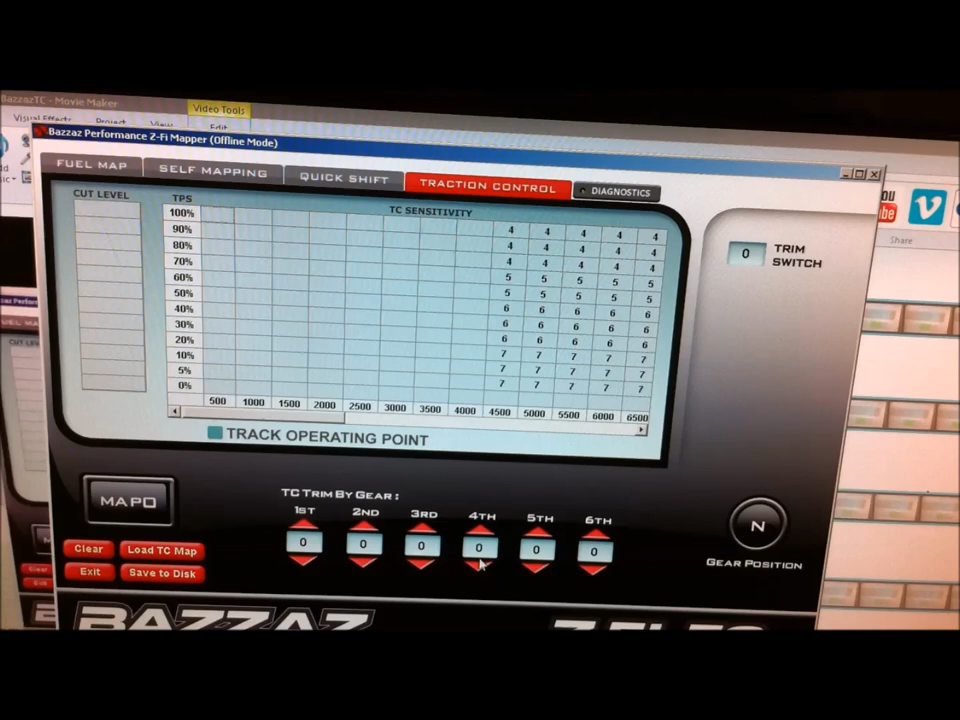 BazzazTC - Movie Maker
Video Tools
Visual Effects Project View Edit
Bazzaz Performance Z-Fi Mapper (Offline Mode)
FUEL MAP SELF MAPPING QUICK SHIFT TRACTION CONTROL DIAGNOSTICS
CUT LEVEL TPS TC SENSITIVITY
100%
90% 4 4 4 4 4
80% 4 4 4 4 4
70% 4 4 4 4 4
60% 5 5 5 5 5
50% 5 5 5 5 5
40% 6 6 6 6 6
30% 6 6 6 6 6
20% 6 6 6 6 6
10% 7 7 7 7 7
5% 7 7 7 7 7
0% 7 7 7 7 7
500 1000 1500 2000 2500 3000 3500 4000 4500 5000 5500 6000 6500
TRACK OPERATING POINT
0 TRIM SWITCH
Share
MAP0
TC TRIM BY GEAR :
1ST 2ND 3RD 4TH 5TH 6TH
0 0 0 0 0 0
N
GEAR POSITION
Clear Load TC Map
Exit Save to Disk
BAZZAZ